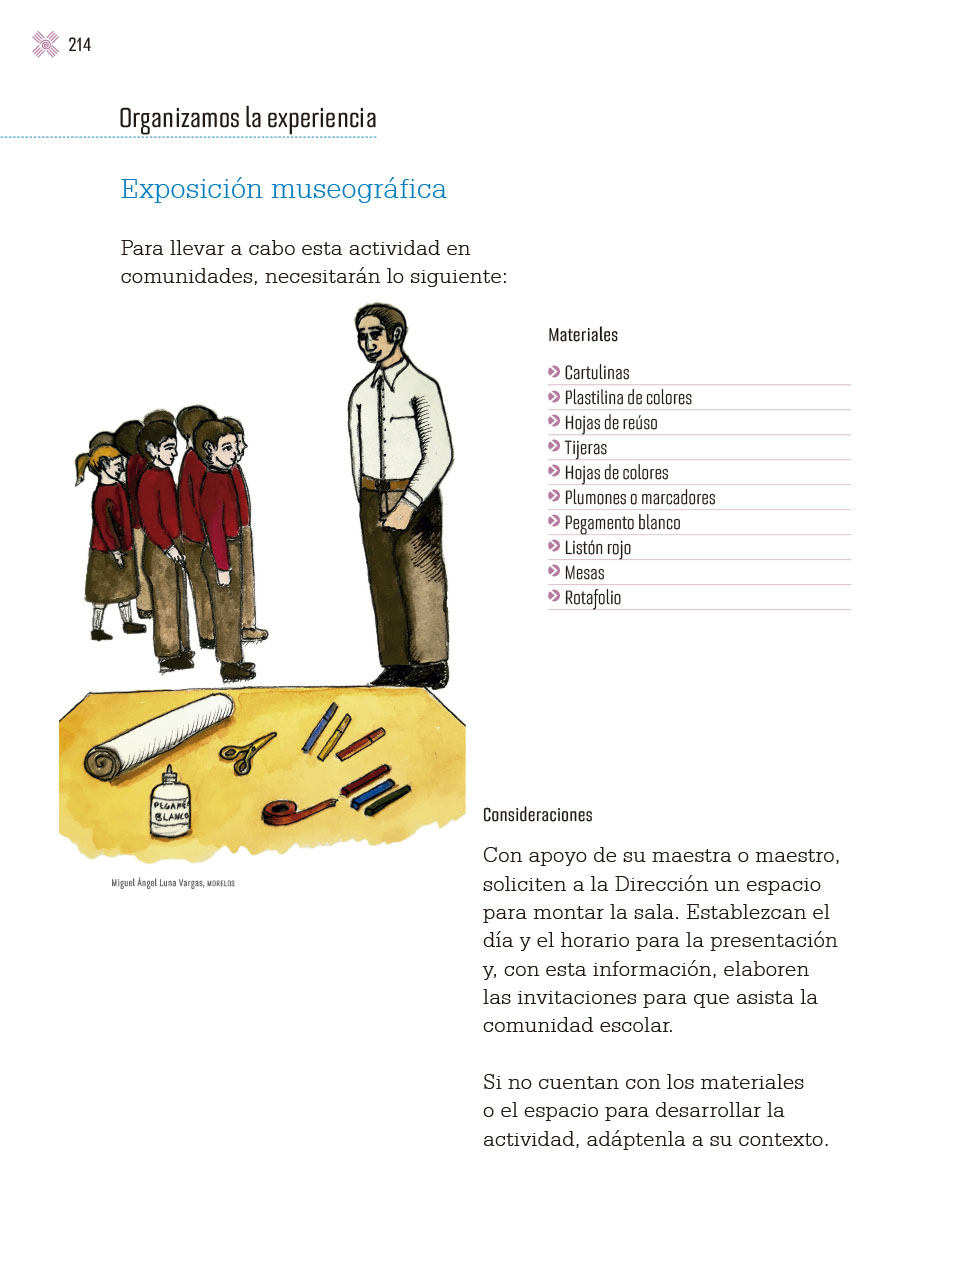 214
Organizamos la experiencia
Exposición museográfica
Para llevar a cabo esta actividad en
comunidades, necesitarán lo siguiente:
Materiales
Cartulinas
Plastilina de colores
Hojas de reúso
Tijeras
Hojas de colores
Plumones o marcadores
Pegamento blanco
Listón rojo
Mesas
Rotafolio
PEGAME
BLANCO
Miguel Ángel Luna Vargas, MORELOS
Consideraciones
Con apoyo de su maestra o maestro,
soliciten a la Dirección un espacio
para montar la sala. Establezcan el
día y el horario para la presentación
y, con esta información, elaboren
las invitaciones para que asista la
comunidad escolar.
Si no cuentan con los materiales
o el espacio para desarrollar la
actividad, adáptenla a su contexto.